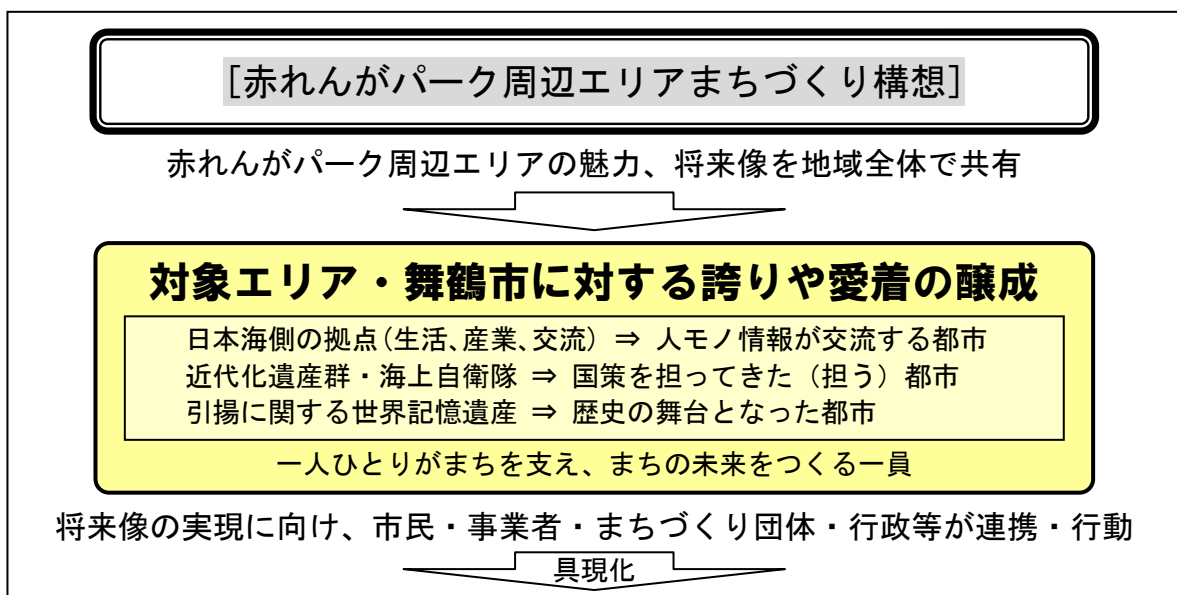 [赤れんがパーク周辺エリアまちづくり構想]
赤れんがパーク周辺エリアの魅力、将来像を地域全体で共有
対象エリア・舞鶴市に対する誇りや愛着の醸成
日本海側の拠点(生活、産業、交流) ⇒ 人モノ情報が交流する都市
近代化遺産群・海上自衛隊 ⇒ 国策を担ってきた（担う）都市
引揚に関する世界記憶遺産 ⇒ 歴史の舞台となった都市
一人ひとりがまちを支え、まちの未来をつくる一員
将来像の実現に向け、市民・事業者・まちづくり団体・行政等が連携・行動
具現化